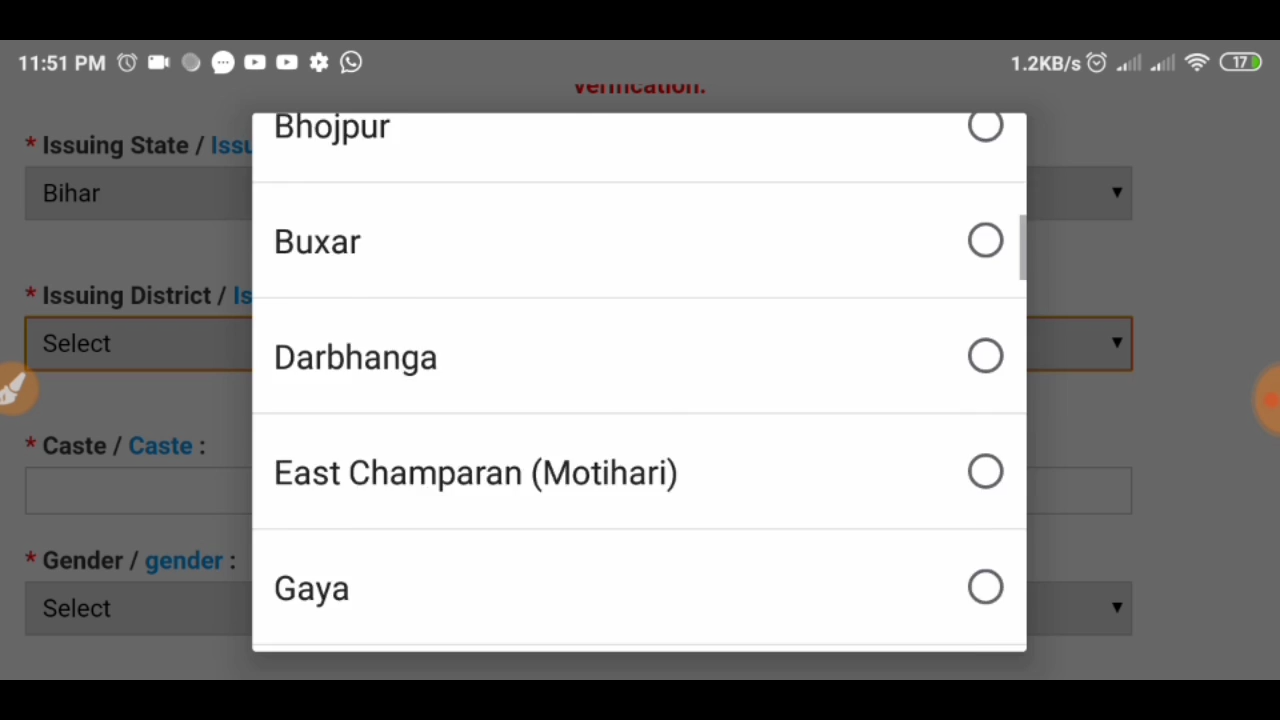 11:51 PM
1.2KB/s
17
verification.
* Issuing State / Issu
Bihar
* Issuing District / Is
Select
* Caste / Caste :
* Gender / gender :
Select
Bhojpur
Buxar
Darbhanga
East Champaran (Motihari)
Gaya